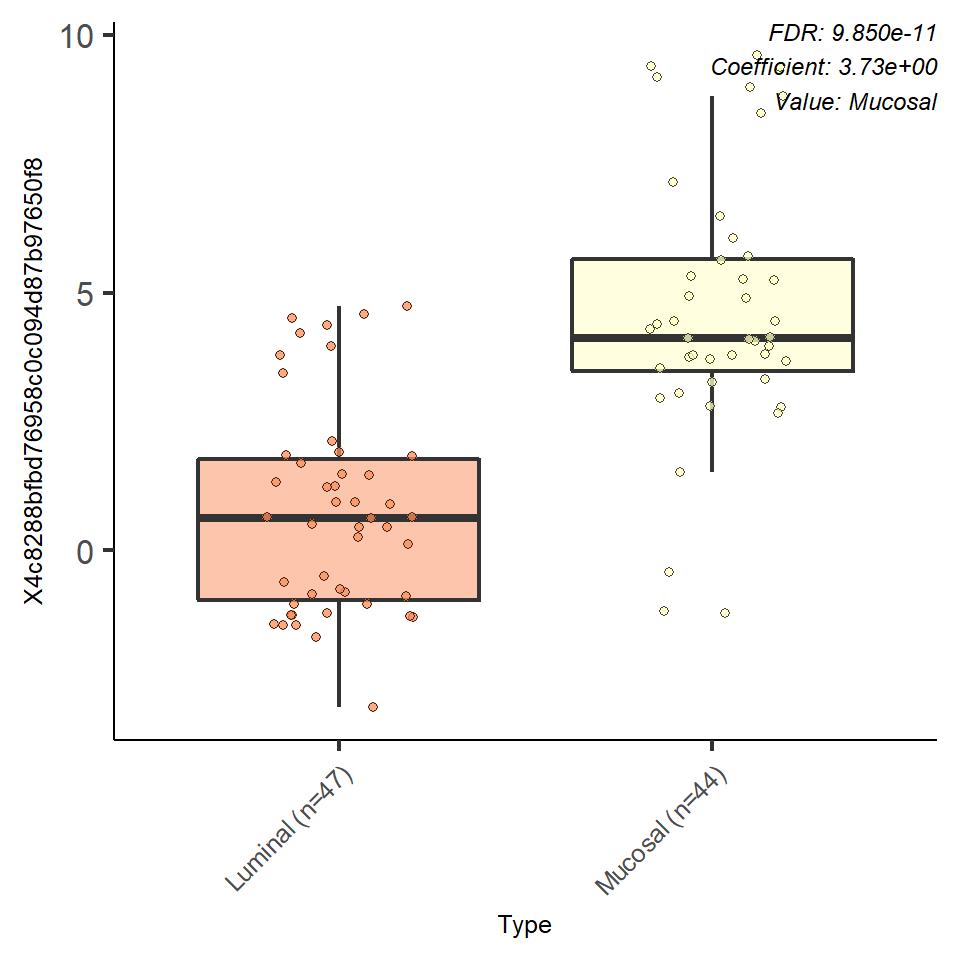 FDR: 9.850e-11
Coefficient: 3.73e+00
Value: Mucosal
10
5
0
X4c8288bfbd76958c0c094d87b97650f8
Luminal (n=47)
Mucosal (n=44)
Type